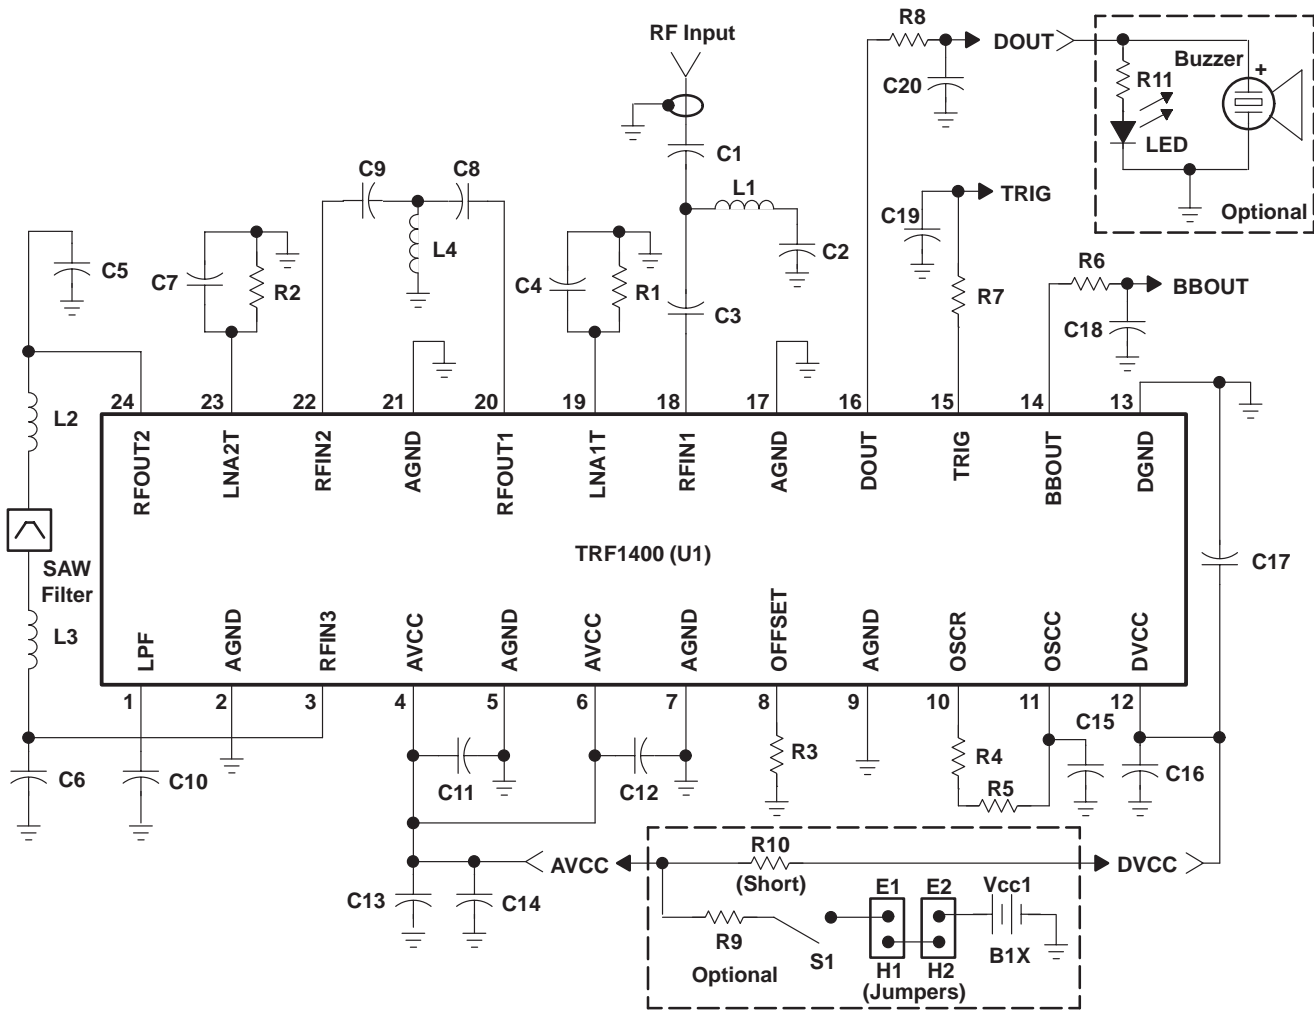 RF Input
R8
DOUT
C20
Buzzer
+
R11
LED
Optional
C1
C9
C8
L1
L4
C2
C3
C19
TRIG
R7
R6
BBOUT
C18
C5
C7
R2
C4
R1
L2
24
23
22
21
20
19
18
17
16
15
14
13
RFOUT2
LNA2T
RFIN2
AGND
RFOUT1
LNA1T
RFIN1
AGND
DOUT
TRIG
BBOUT
DGND
TRF1400 (U1)
C17
SAW
Filter
L3
LPF
AGND
RFIN3
AVCC
AGND
AVCC
AGND
OFFSET
AGND
OSCR
OSCC
DVCC
1
2
3
4
5
6
7
8
9
10
11
12
C6
C10
C11
C12
R3
R4
R5
C15
C16
C13
C14
AVCC
R10
(Short)
DVCC
R9
S1
Optional
E1
E2
H1
H2
(Jumpers)
Vcc1
B1X